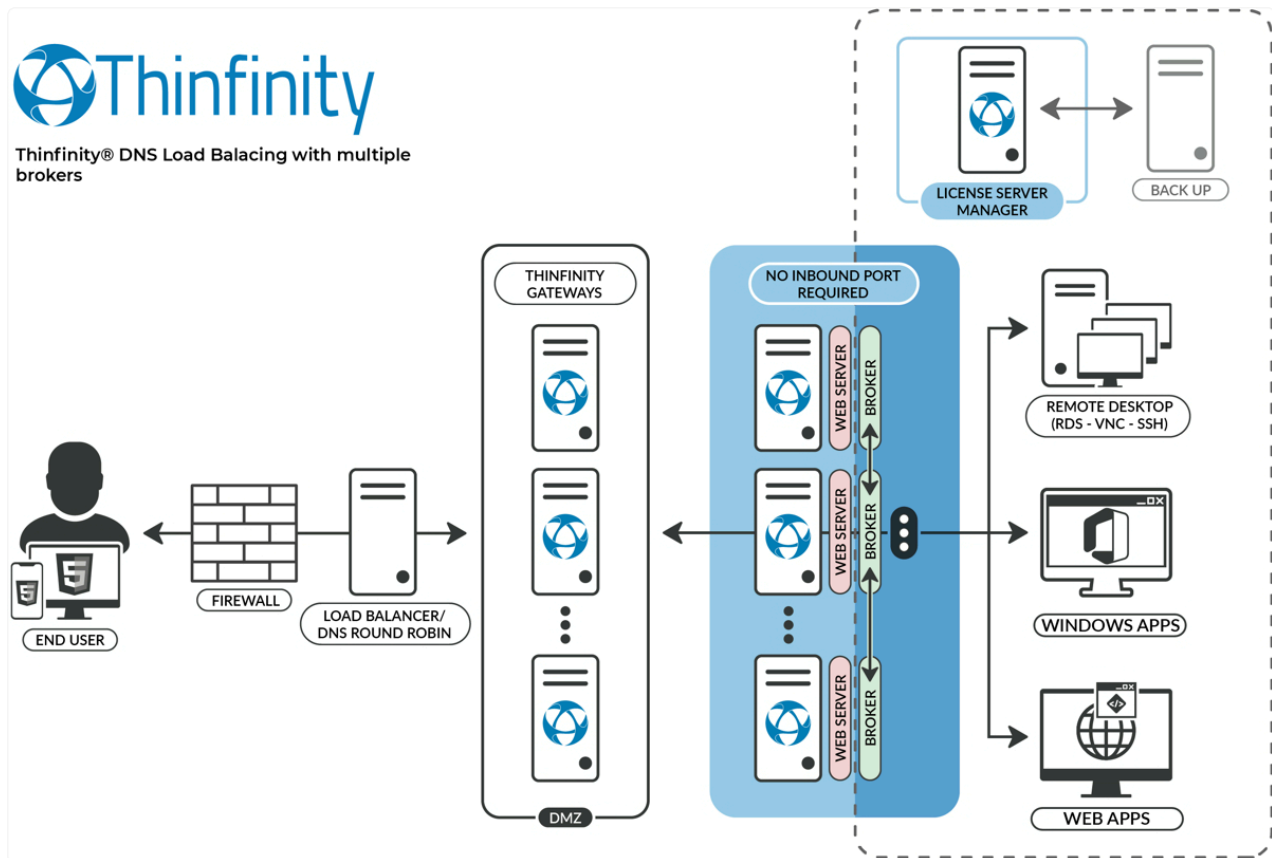 Thinfinity
Thinfinity® DNS Load Balacing with multiple
brokers
LICENSE SERVER
MANAGER
BACK UP
THINFINITY
GATEWAYS
NO INBOUND PORT
REQUIRED
WEB SERVER
BROKER
REMOTE DESKTOP
(RDS - VNC - SSH)
WEB SERVER
BROKER
END USER
FIREWALL
LOAD BALANCER/
DNS ROUND ROBIN
WINDOWS APPS
WEB SERVER
BROKER
DMZ
WEB APPS